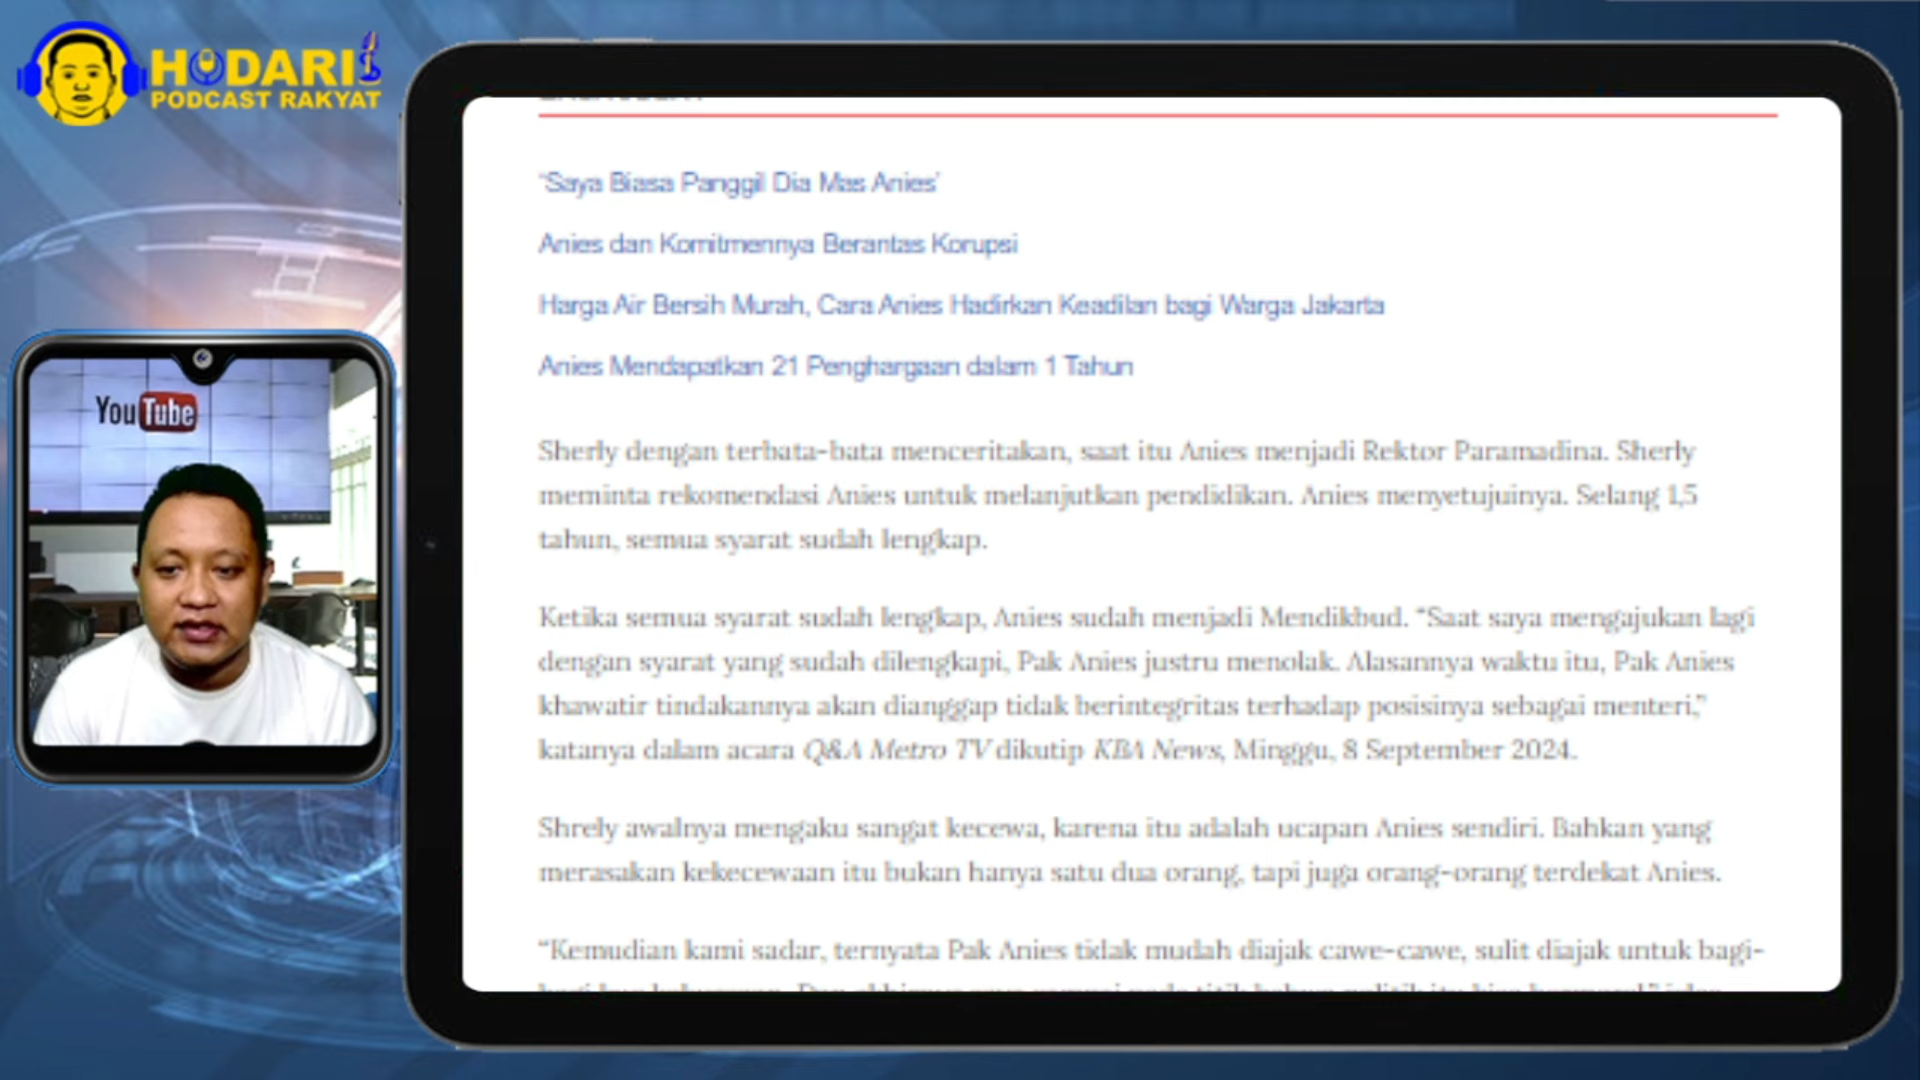 HODARI
PODCAST RAKYAT
YouTube
"Saya Biasa Panggil Dia Mas Anies'
Anies dan Komitmennya Berantas Korupsi
Harga Air Bersih Murah, Cara Anies Hadirkan Keadilan bagi Warga Jakarta
Anies Mendapatkan 21 Penghargaan dalam 1 Tahun
Sherly dengan terbata-bata menceritakan, saat itu Anies menjadi Rektor Paramadina. Sherly
meminta rekomendasi Anies untuk melanjutkan pendidikan. Anies menyetujuinya. Selang 1,5
tahun, semua syarat sudah lengkap.
Ketika semua syarat sudah lengkap, Anies sudah menjadi Mendikbud. “Saat saya mengajukan lagi
dengan syarat yang sudah dilengkapi, Pak Anies justru menolak. Alasannya waktu itu, Pak Anies
khawatir tindakannya akan dianggap tidak berintegritas terhadap posisinya sebagai menteri,”
katanya dalam acara Q&A Metro TV dikutip KBA News, Minggu, 8 September 2024.
Shrely awalnya mengaku sangat kecewa, karena itu adalah ucapan Anies sendiri. Bahkan yang
merasakan kekecewaan itu bukan hanya satu dua orang, tapi juga orang-orang terdekat Anies.
“Kemudian kami sadar, ternyata Pak Anies tidak mudah diajak cawe-cawe, sulit diajak untuk bagi-